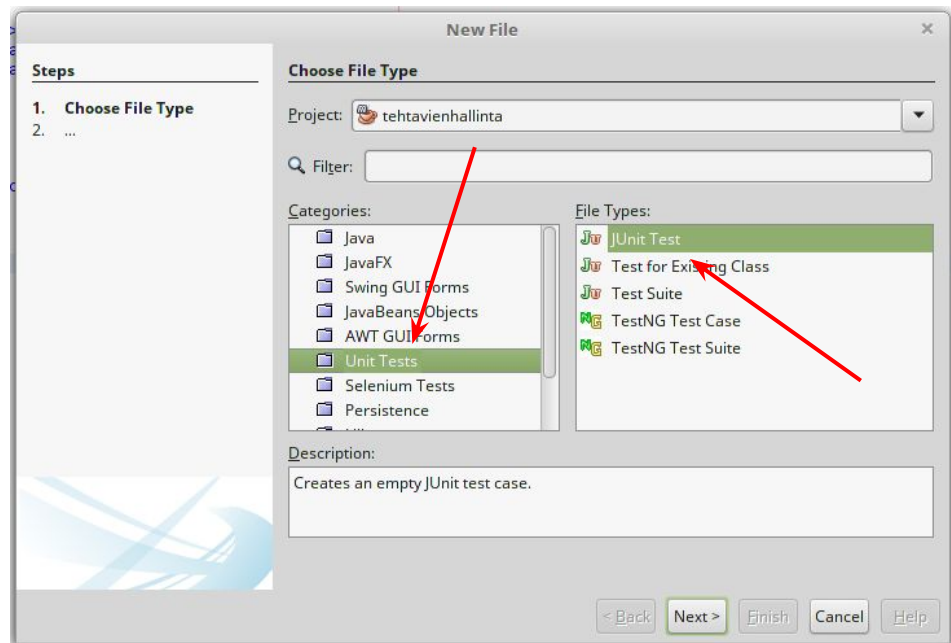 New File
Steps
1. Choose File Type
2. ...
Choose File Type
Project: tehtavienhallinta
Filter:
Categories:
Java
JavaFX
Swing GUI Forms
JavaBeans Objects
AWT GUI Forms
Unit Tests
Selenium Tests
Persistence
File Types:
JUnit Test
Test for Existing Class
Test Suite
TestNG Test Case
TestNG Test Suite
Description:
Creates an empty JUnit test case.
< Back
Next >
Finish
Cancel
Help